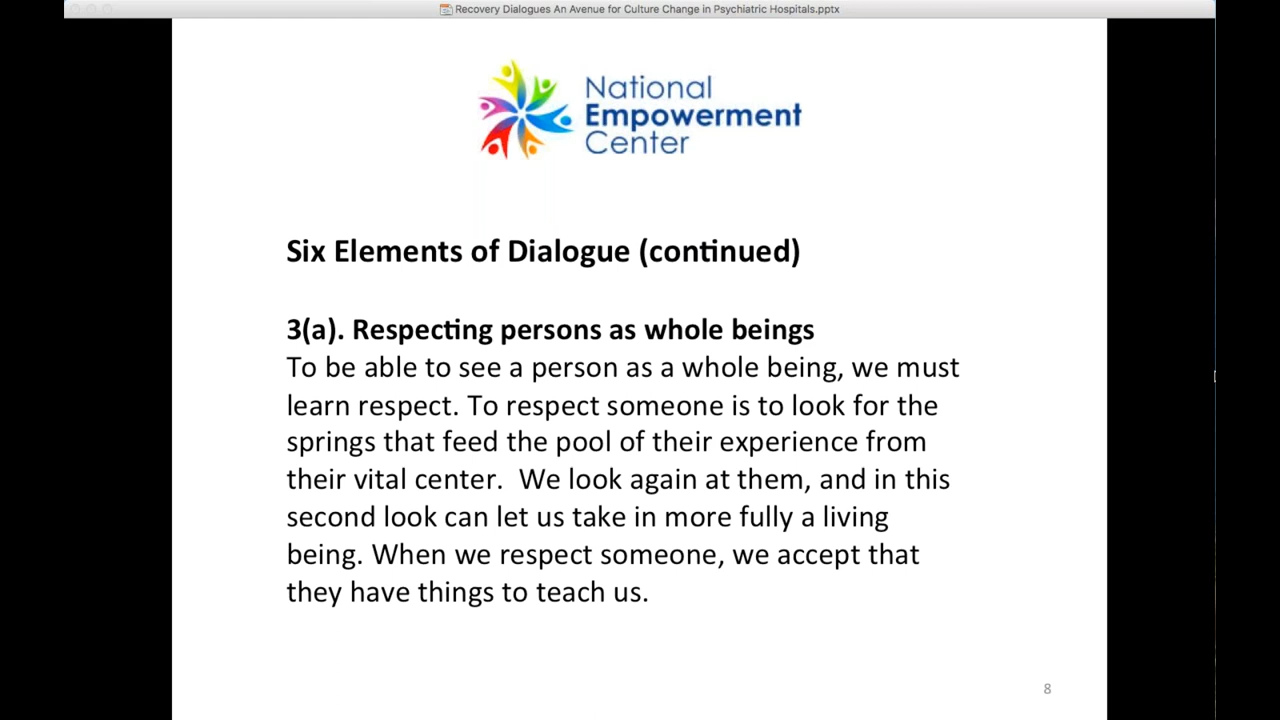 Recovery Dialogues An Avenue for Culture Change in Psychiatric Hospitals.pptx
National
Empowerment
Center
Six Elements of Dialogue (continued)
3(a). Respecting persons as whole beings
To be able to see a person as a whole being, we must
learn respect. To respect someone is to look for the
springs that feed the pool of their experience from
their vital center.  We look again at them, and in this
second look can let us take in more fully a living
being. When we respect someone, we accept that
they have things to teach us.
8